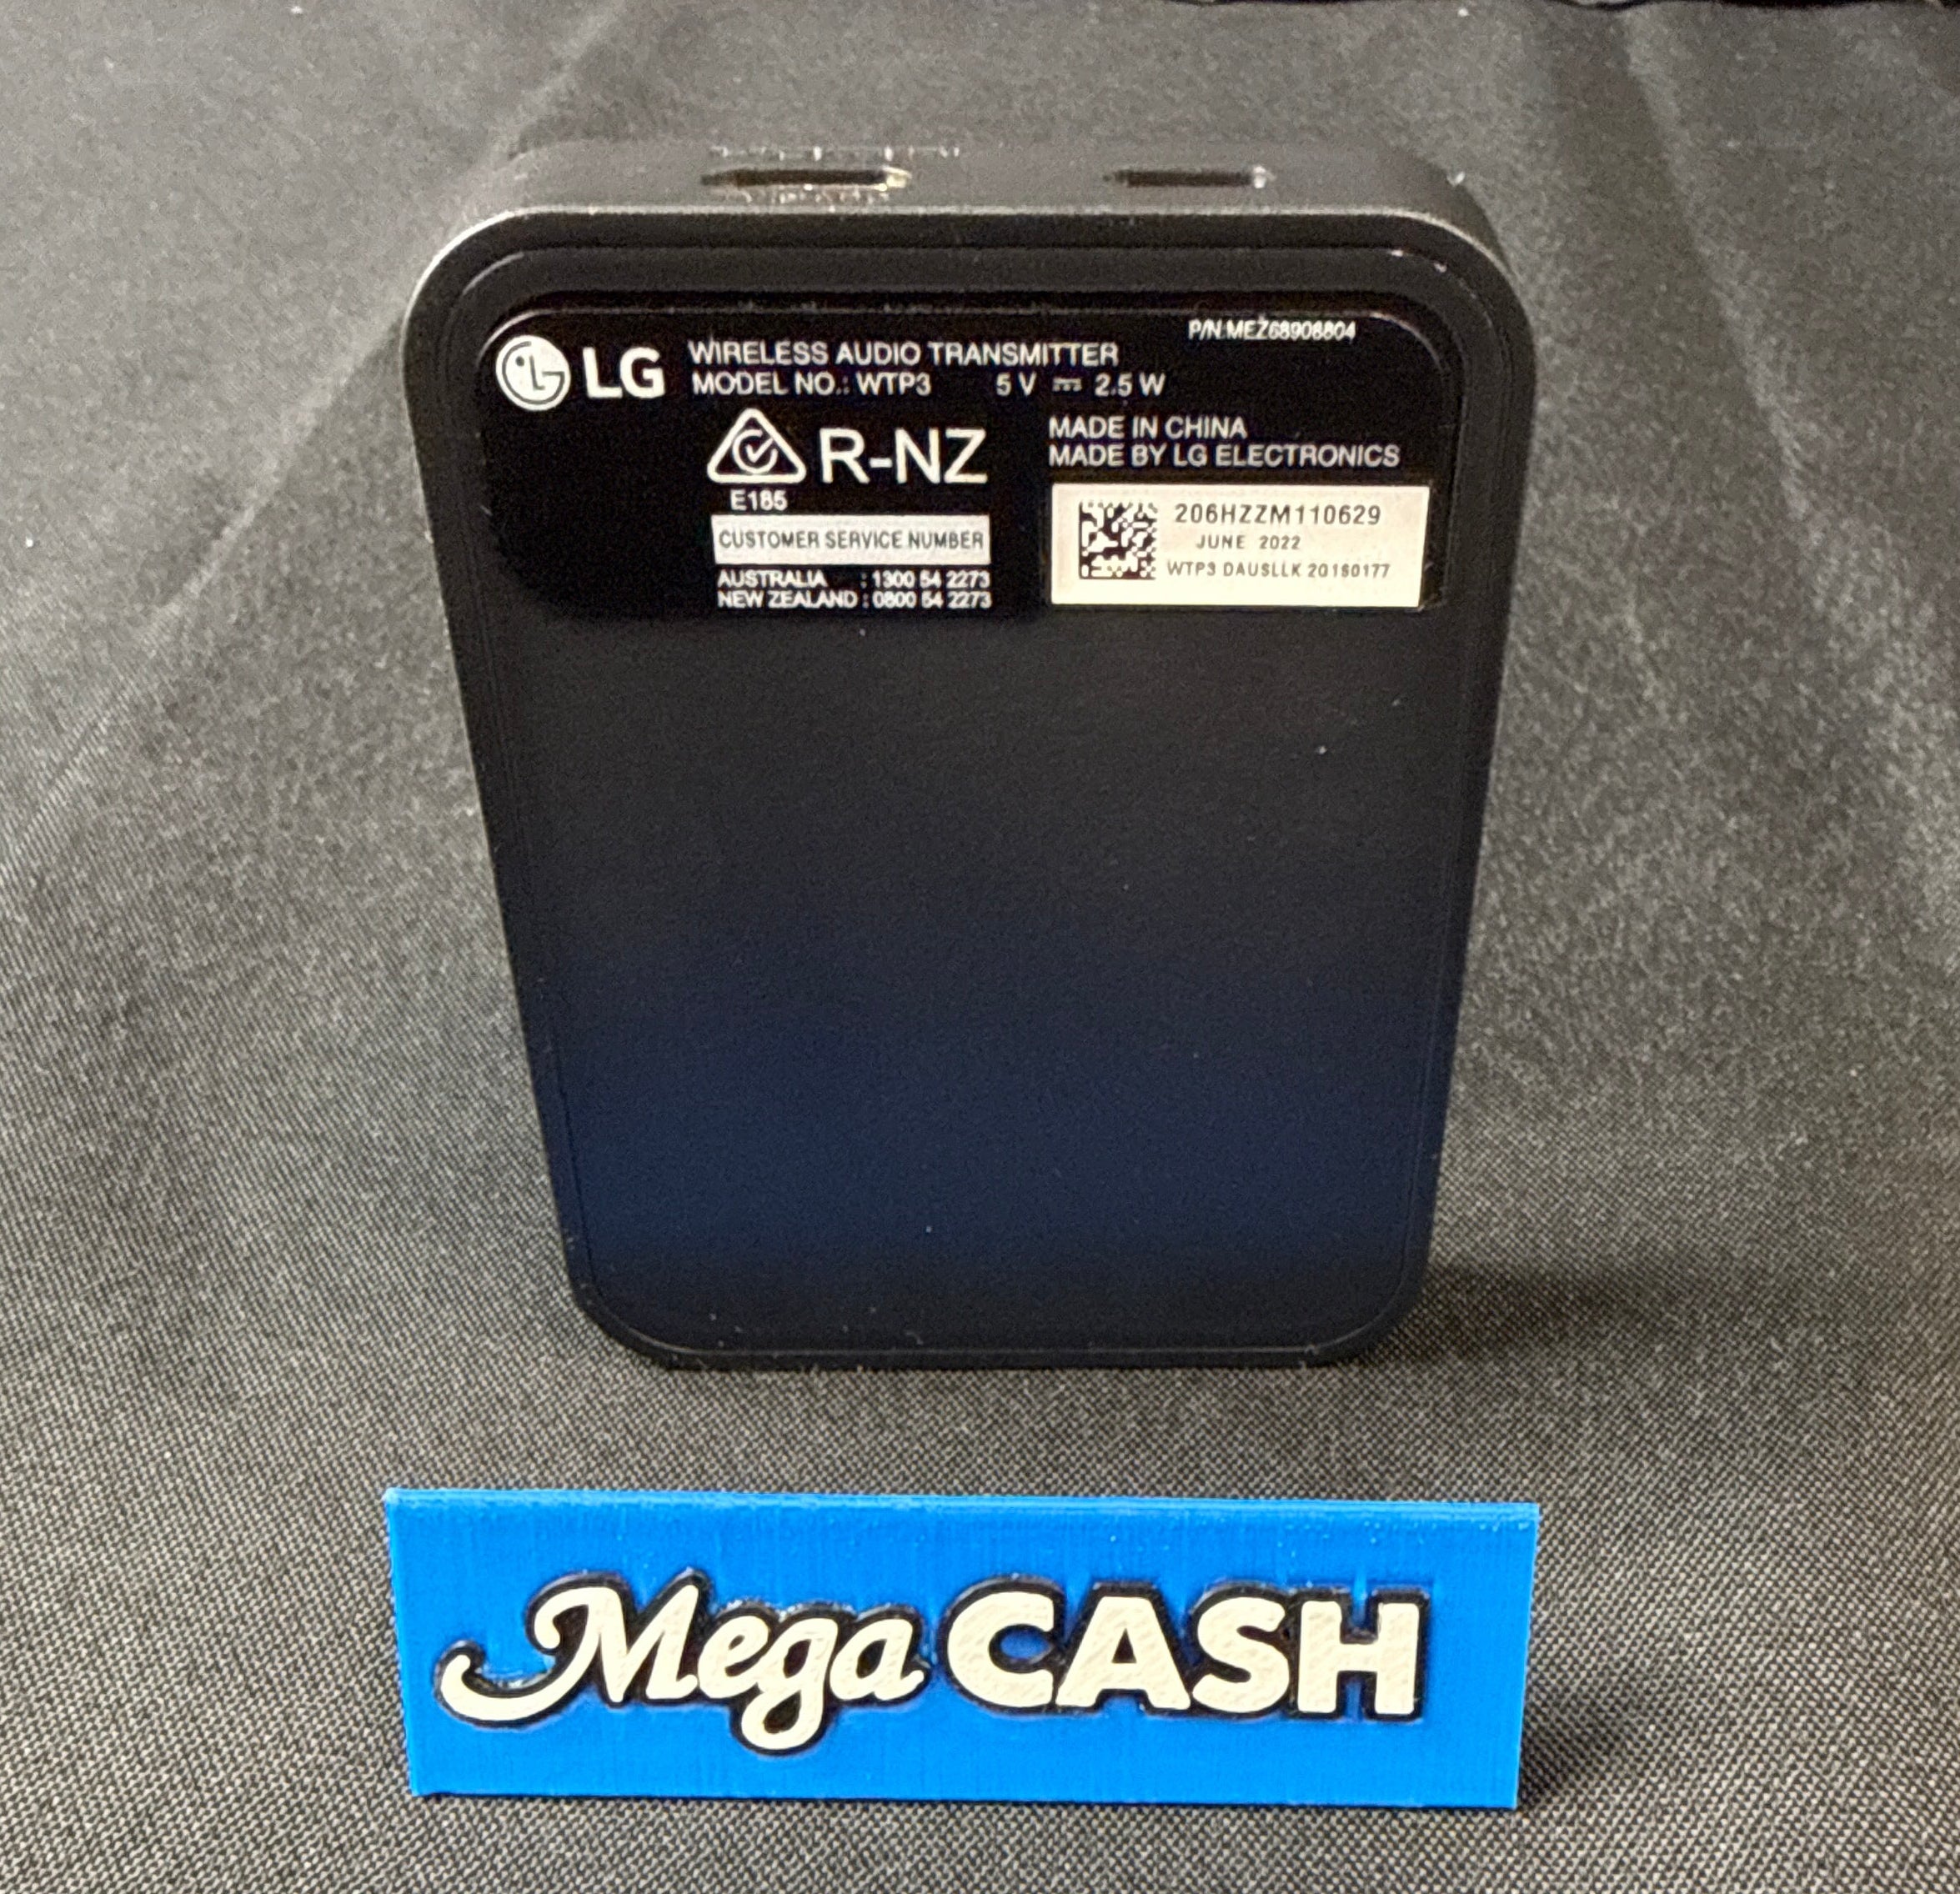 P/N:MEZ68908804
LG
WIRELESS AUDIO TRANSMITTER
MODEL NO.: WTP3 5 V ⎓ 2.5 W
R-NZ
E185
MADE IN CHINA
MADE BY LG ELECTRONICS
CUSTOMER SERVICE NUMBER
AUSTRALIA : 1300 54 2273
NEW ZEALAND : 0800 54 2273
206HZZM110629
JUNE 2022
WTP3 DAUSLLK 20180177
Mega CASH